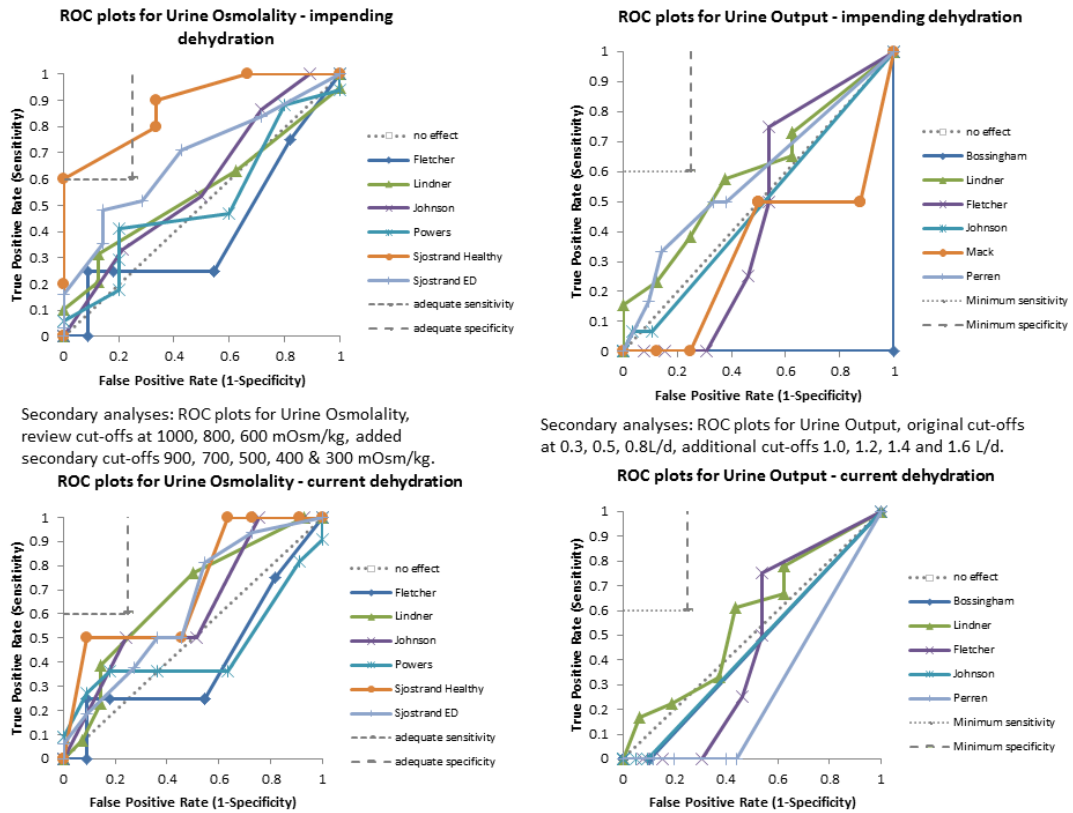 ROC plots for Urine Osmolality - impending
dehydration
True Positive Rate (Sensitivity)
1
0.9
0.8
0.7
0.6
0.5
0.4
0.3
0.2
0.1
0
0 0.2 0.4 0.6 0.8 1
False Positive Rate (1-Specificity)
no effect
Fletcher
Lindner
Johnson
Powers
Sjostrand Healthy
Sjostrand ED
adequate sensitivity
adequate specificity
ROC plots for Urine Output - impending dehydration
True Positive Rate (Sensitivity)
1
0.9
0.8
0.7
0.6
0.5
0.4
0.3
0.2
0.1
0
0 0.2 0.4 0.6 0.8 1
False Positive Rate (1-Specificity)
no effect
Bossingham
Lindner
Fletcher
Johnson
Mack
Perren
Minimum sensitivity
Minimum specificity
Secondary analyses: ROC plots for Urine Osmolality,
review cut-offs at 1000, 800, 600 mOsm/kg, added
secondary cut-offs 900, 700, 500, 400 & 300 mOsm/kg.
Secondary analyses: ROC plots for Urine Output, original cut-offs
at 0.3, 0.5, 0.8L/d, additional cut-offs 1.0, 1.2, 1.4 and 1.6 L/d.
ROC plots for Urine Osmolality - current dehydration
True Positive Rate (Sensitivity)
1
0.9
0.8
0.7
0.6
0.5
0.4
0.3
0.2
0.1
0
0 0.2 0.4 0.6 0.8 1
False Positive Rate (1-Specificity)
no effect
Fletcher
Lindner
Johnson
Powers
Sjostrand Healthy
Sjostrand ED
adequate sensitivity
adequate specificity
ROC plots for Urine Output - current dehydration
True Positive Rate (Sensitivity)
1
0.9
0.8
0.7
0.6
0.5
0.4
0.3
0.2
0.1
0
0 0.2 0.4 0.6 0.8 1
False Positive Rate (1-Specificity)
no effect
Bossingham
Lindner
Fletcher
Johnson
Perren
Minimum sensitivity
Minimum specificity